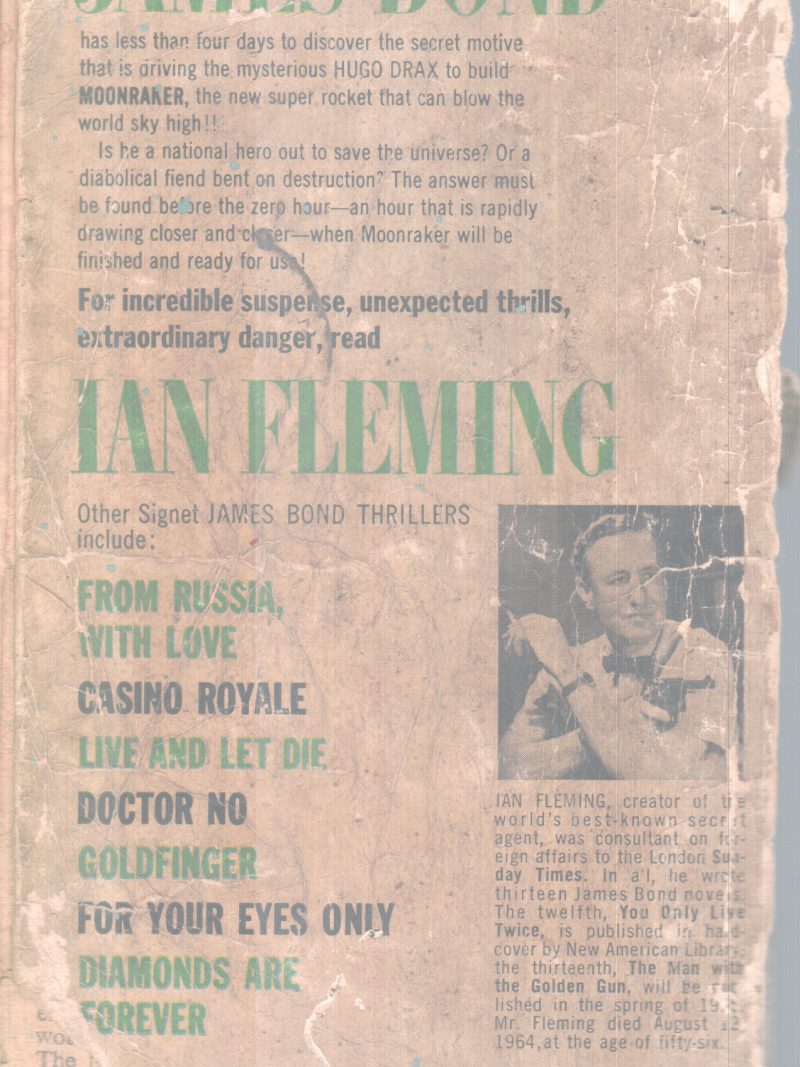 JAMES BOND
has less than four days to discover the secret motive
that is driving the mysterious HUGO DRAX to build
MOONRAKER, the new super rocket that can blow the
world sky high!!
Is he a national hero out to save the universe? Or a
diabolical fiend bent on destruction? The answer must
be found before the zero hour—an hour that is rapidly
drawing closer and closer—when Moonraker will be
finished and ready for use!
For incredible suspense, unexpected thrills,
extraordinary danger, read
IAN FLEMING
Other Signet JAMES BOND THRILLERS
include:
FROM RUSSIA,
WITH LOVE
CASINO ROYALE
LIVE AND LET DIE
DOCTOR NO
GOLDFINGER
FOR YOUR EYES ONLY
DIAMONDS ARE
FOREVER
IAN FLEMING, creator of the
world's best-known secret
agent, was consultant on for-
eign affairs to the London Sun-
day Times. In all, he wrote
thirteen James Bond novels.
The twelfth, You Only Live
Twice, is published in hard-
cover by New American Library,
the thirteenth, The Man with
the Golden Gun, will be pub-
lished in the spring of
Mr. Fleming died August 12,
1964, at the age of fifty-six.
The